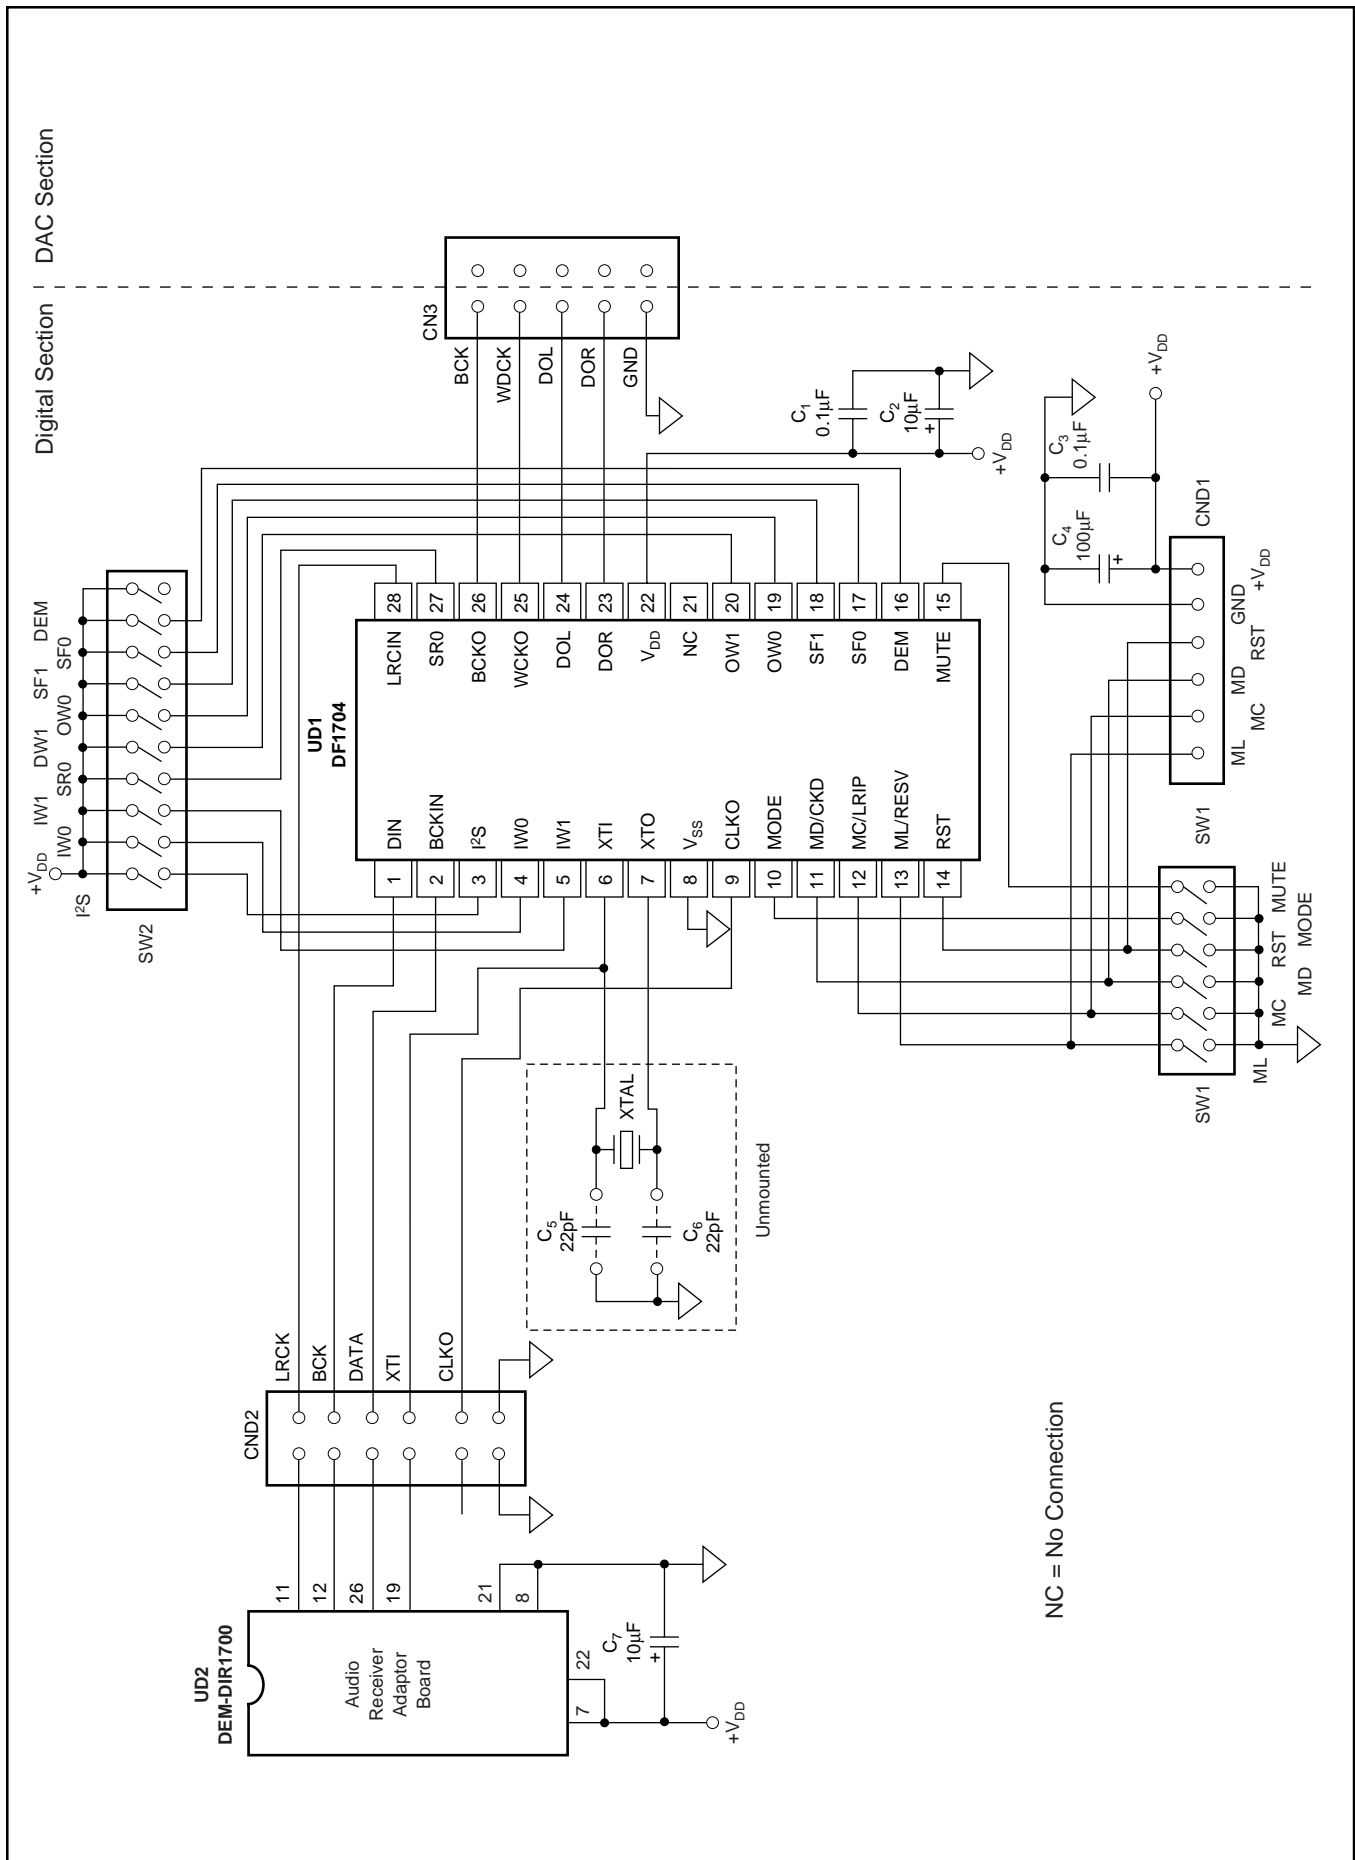 Digital Section
DAC Section
+V_DD
I²S
IW0
IW1
SR0
DW1
OW0
SF1
SF0
DEM
SW2
CN3
BCK
WDCK
DOL
DOR
GND
C₁
0.1µF
C₂
10µF
+
+V_DD
UD1
DF1704
28
27
26
25
24
23
22
21
20
19
18
17
16
15
LRCIN
SR0
BCKO
WCKO
DOL
DOR
V_DD
NC
OW1
OW0
SF1
SF0
DEM
MUTE
DIN
BCKIN
I²S
IW0
IW1
XTI
XTO
V_SS
CLKO
MODE
MD/CKD
MC/LRIP
ML/RESV
RST
1
2
3
4
5
6
7
8
9
10
11
12
13
14
C₃
0.1µF
C₄
100µF
+
+V_DD
CND1
ML
MC
MD
RST
GND
+V_DD
SW1
SW1
ML
MC
MD
RST
MODE
MUTE
XTAL
C₅
22pF
C₆
22pF
Unmounted
CND2
LRCK
BCK
DATA
XTI
CLKO
UD2
DEM-DIR1700
Audio
Receiver
Adaptor
Board
11
12
26
19
21
8
7
22
C₇
10µF
+
+V_DD
NC = No Connection